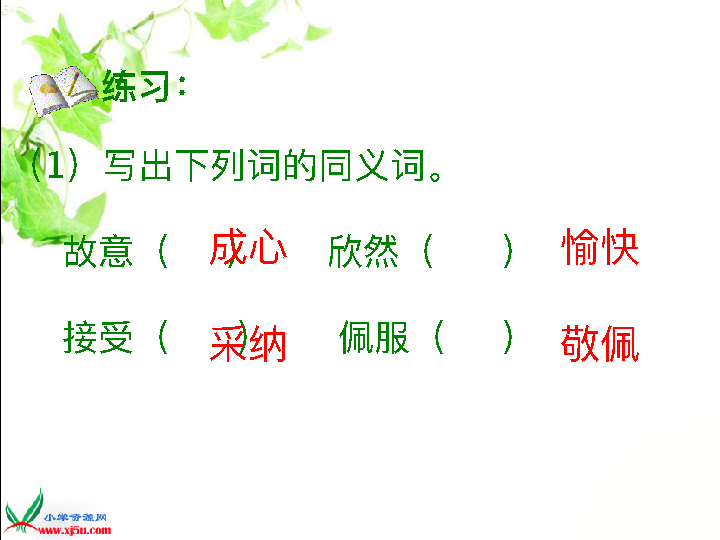 练习：
（1）写出下列词的同义词。
故意（成心） 欣然（ ）愉快
接受（采纳） 佩服（ ）敬佩
小学资源网
www.xj5u.com